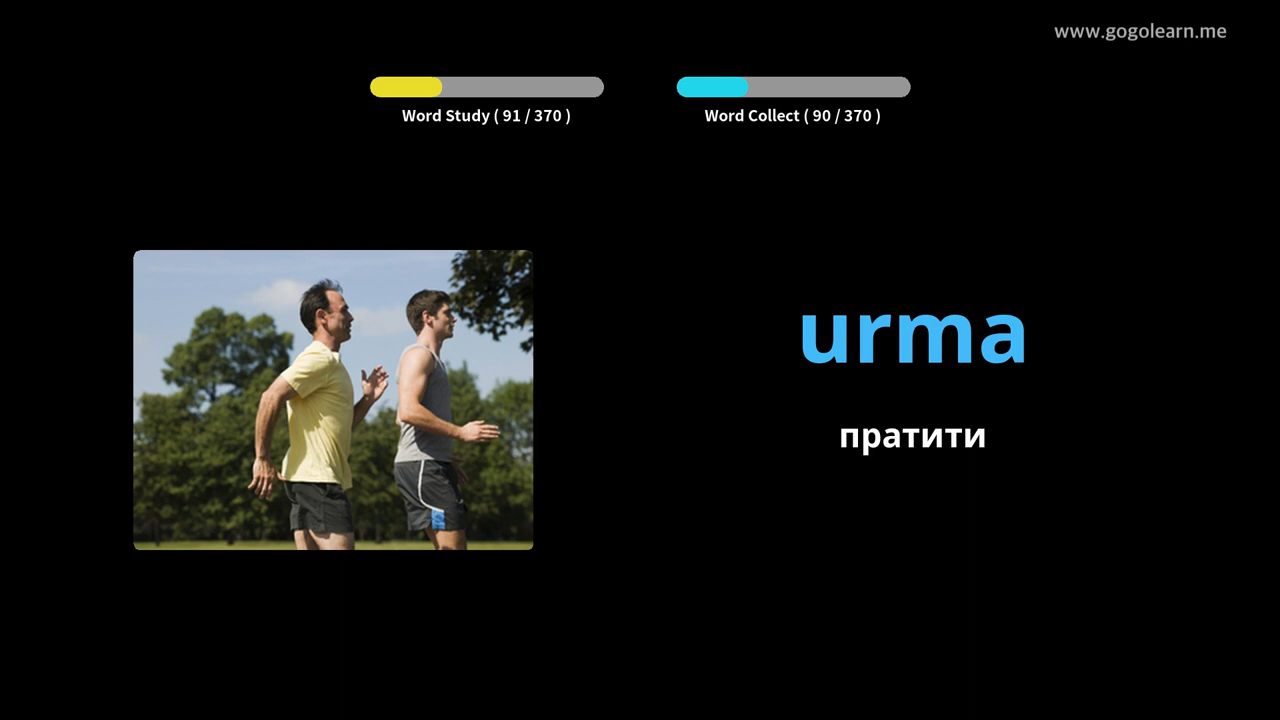 www.gogolearn.me
Word Study ( 91 / 370 )
Word Collect ( 90 / 370 )
urma
пратити